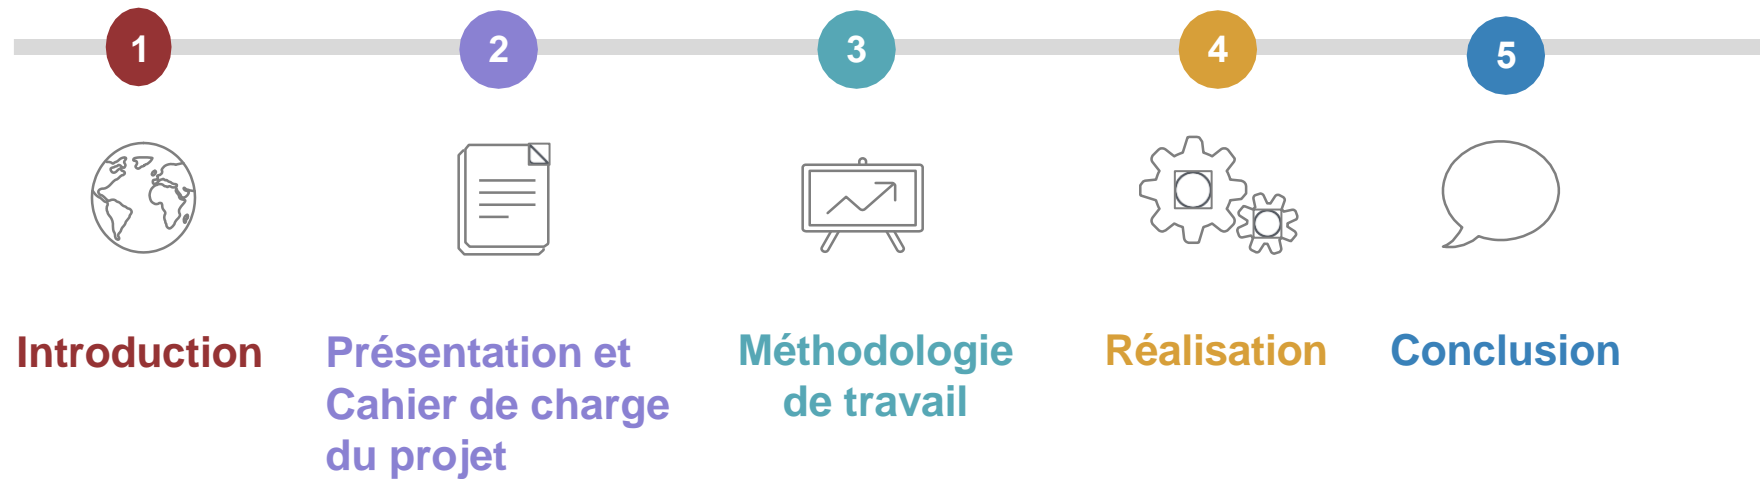 1
2
3
4
5
Introduction
Présentation et
Cahier de charge
du projet
Méthodologie
de travail
Réalisation
Conclusion